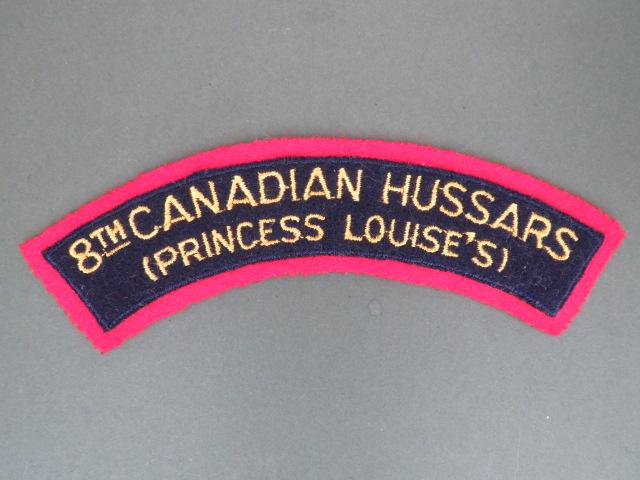 8TH CANADIAN HUSSARS
(PRINCESS LOUISE'S)